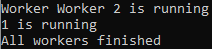 Worker Worker 2 is running
1 is running
All workers finished